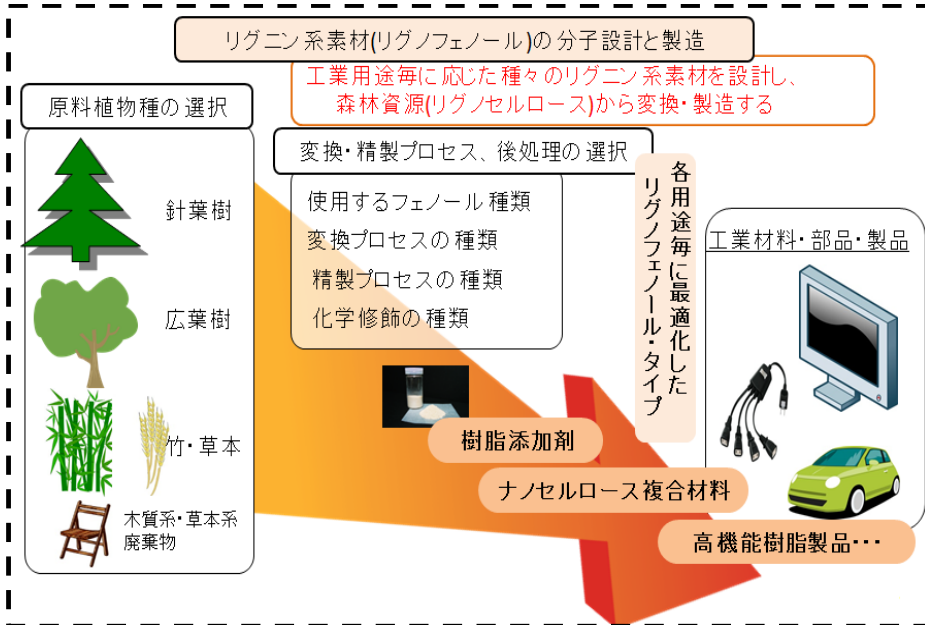 リグニン系素材(リグノフェノール)の分子設計と製造
工業用途毎に応じた種々のリグニン系素材を設計し、
森林資源(リグノセルロース)から変換・製造する
原料植物種の選択
針葉樹
広葉樹
竹・草本
木質系・草本系
廃棄物
変換・精製プロセス、後処理の選択
使用するフェノール種類
変換プロセスの種類
精製プロセスの種類
化学修飾の種類
各用途毎に最適化した
リグノフェノール・タイプ
工業材料・部品・製品
樹脂添加剤
ナノセルロース複合材料
高機能樹脂製品・・・